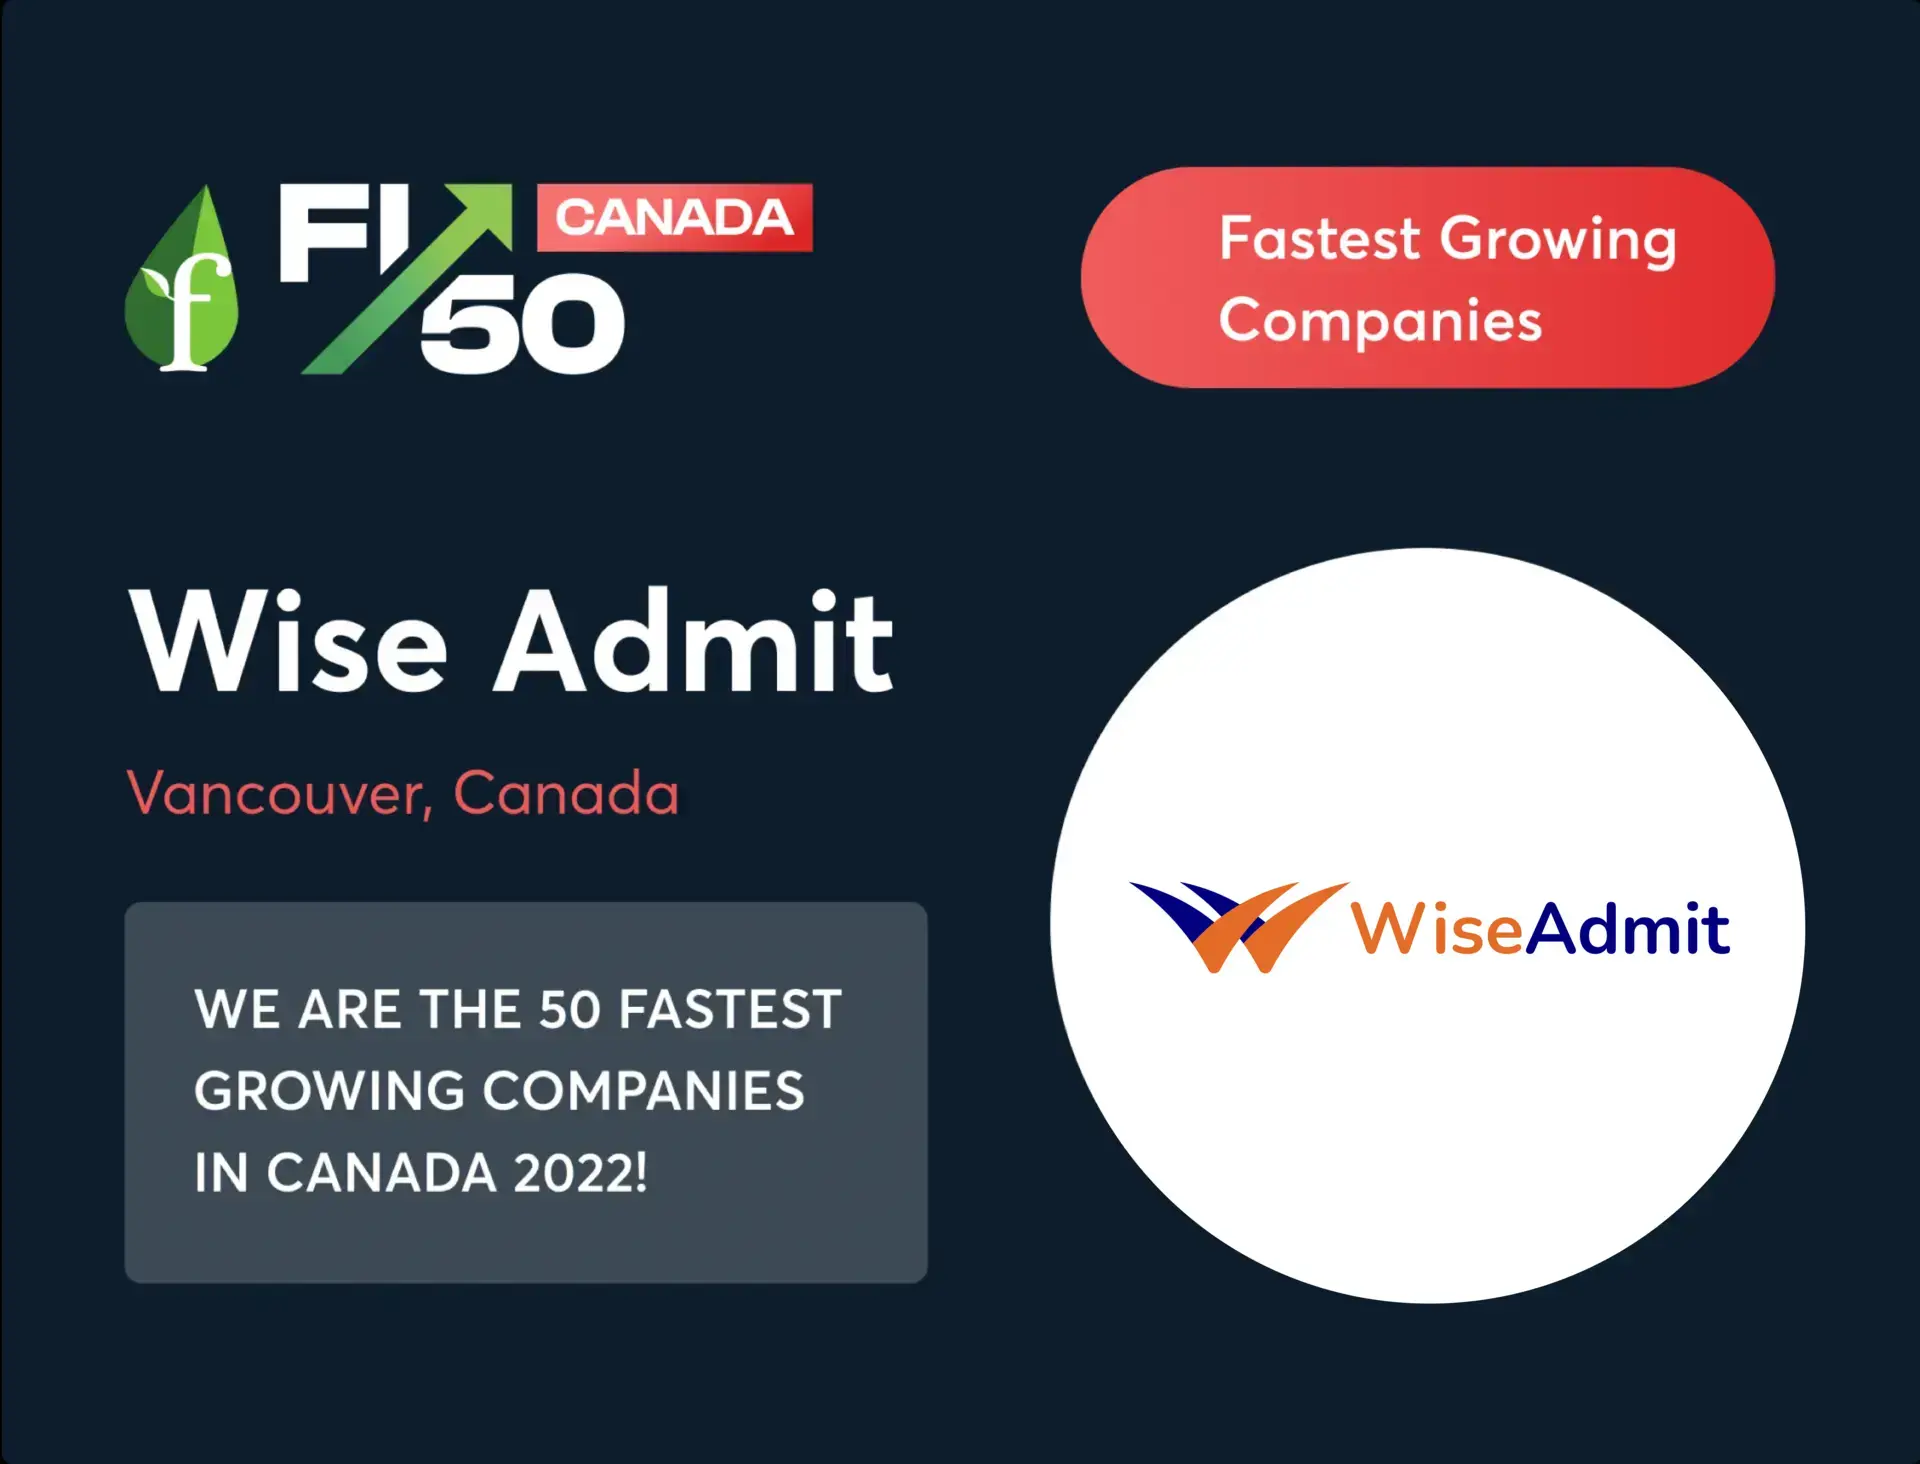 f
FI
CANADA
50
Fastest Growing
Companies
Wise Admit
Vancouver, Canada
WE ARE THE 50 FASTEST
GROWING COMPANIES
IN CANADA 2022!
WiseAdmit